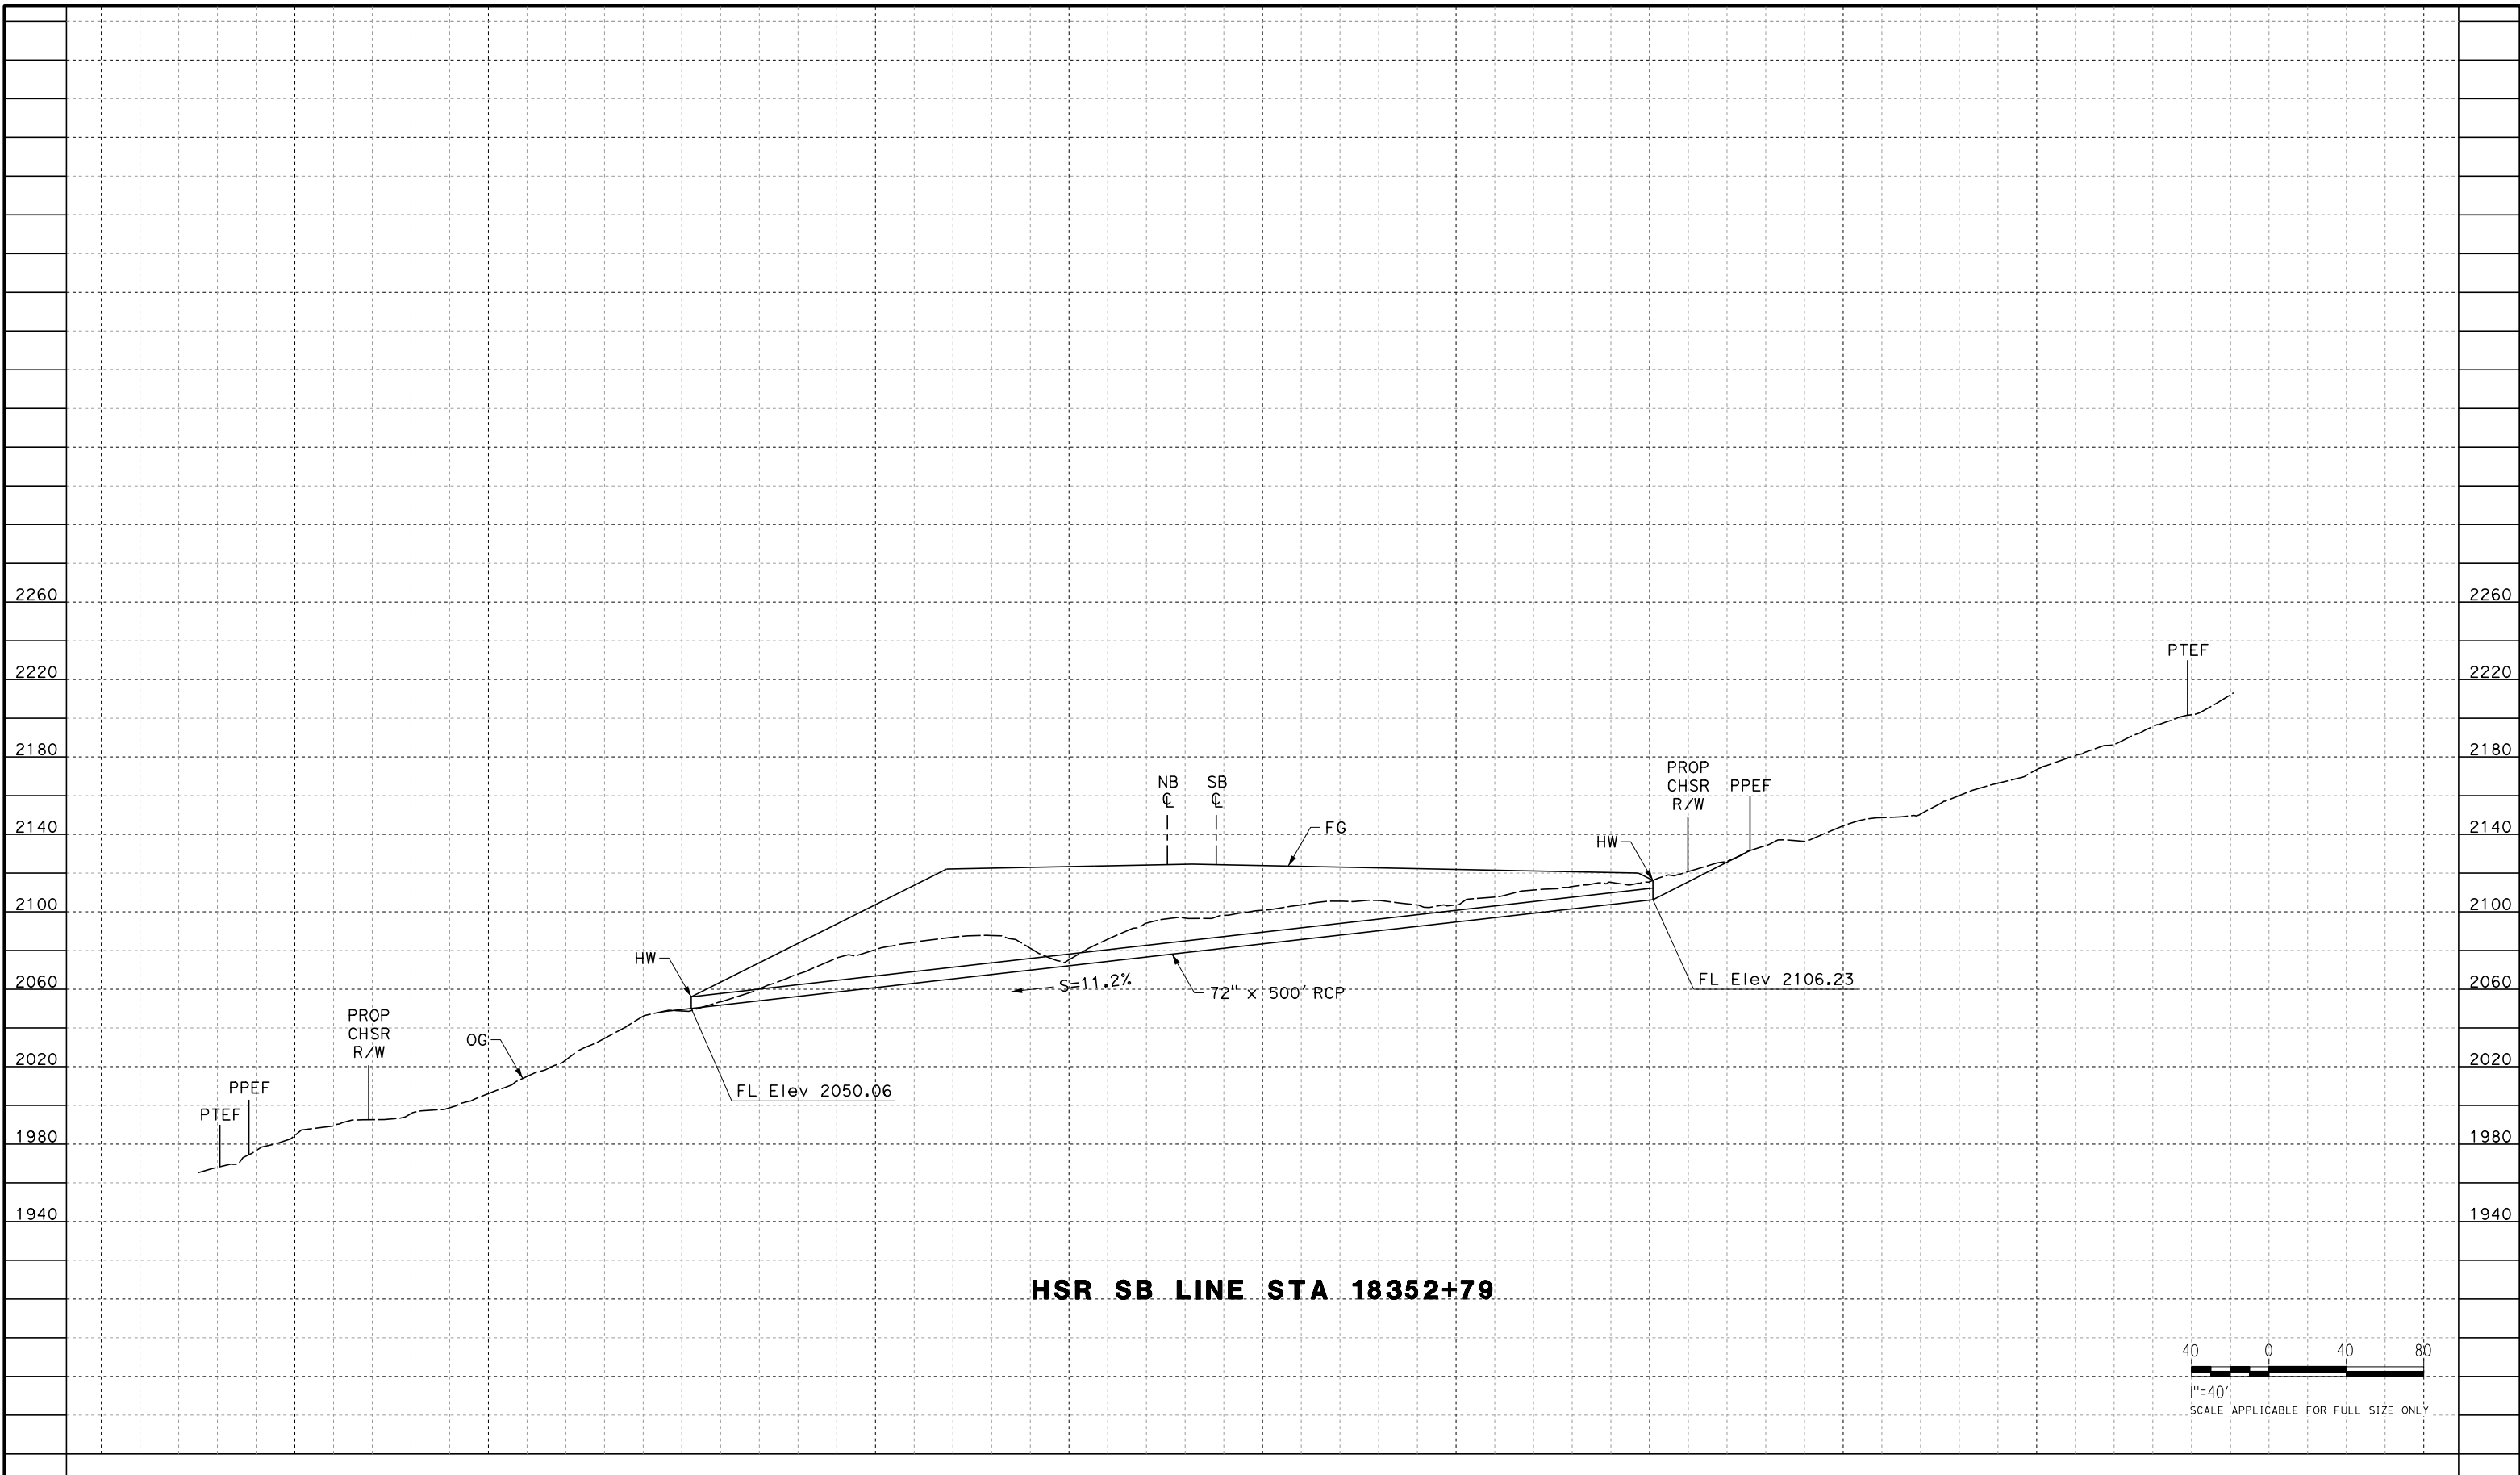 2260
2260
PTEF
2220
2220
2180
2180
NB
℄
SB
℄
PROP
CHSR
R/W
PPEF
2140
2140
FG
HW
2100
2100
HW
FL Elev 2106.23
S=11.2%
72" x 500' RCP
2060
2060
PROP
CHSR
R/W
OG
2020
2020
PPEF
FL Elev 2050.06
PTEF
1980
1980
1940
1940
HSR SB LINE STA 18352+79
40 0 40 80
1"=40'
SCALE APPLICABLE FOR FULL SIZE ONLY